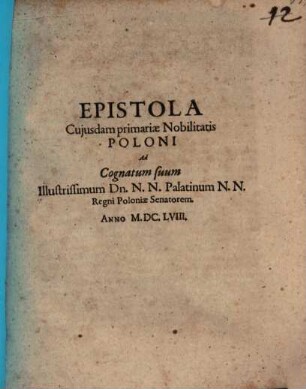 12
EPISTOLA
Cujusdam primariæ Nobilitatis
POLONI
Ad
Cognatum suum
Illustrissimum Dn. N. N. Palatinum N. N.
Regni Poloniæ Senatorem.
ANNO M.DC.LVIII.